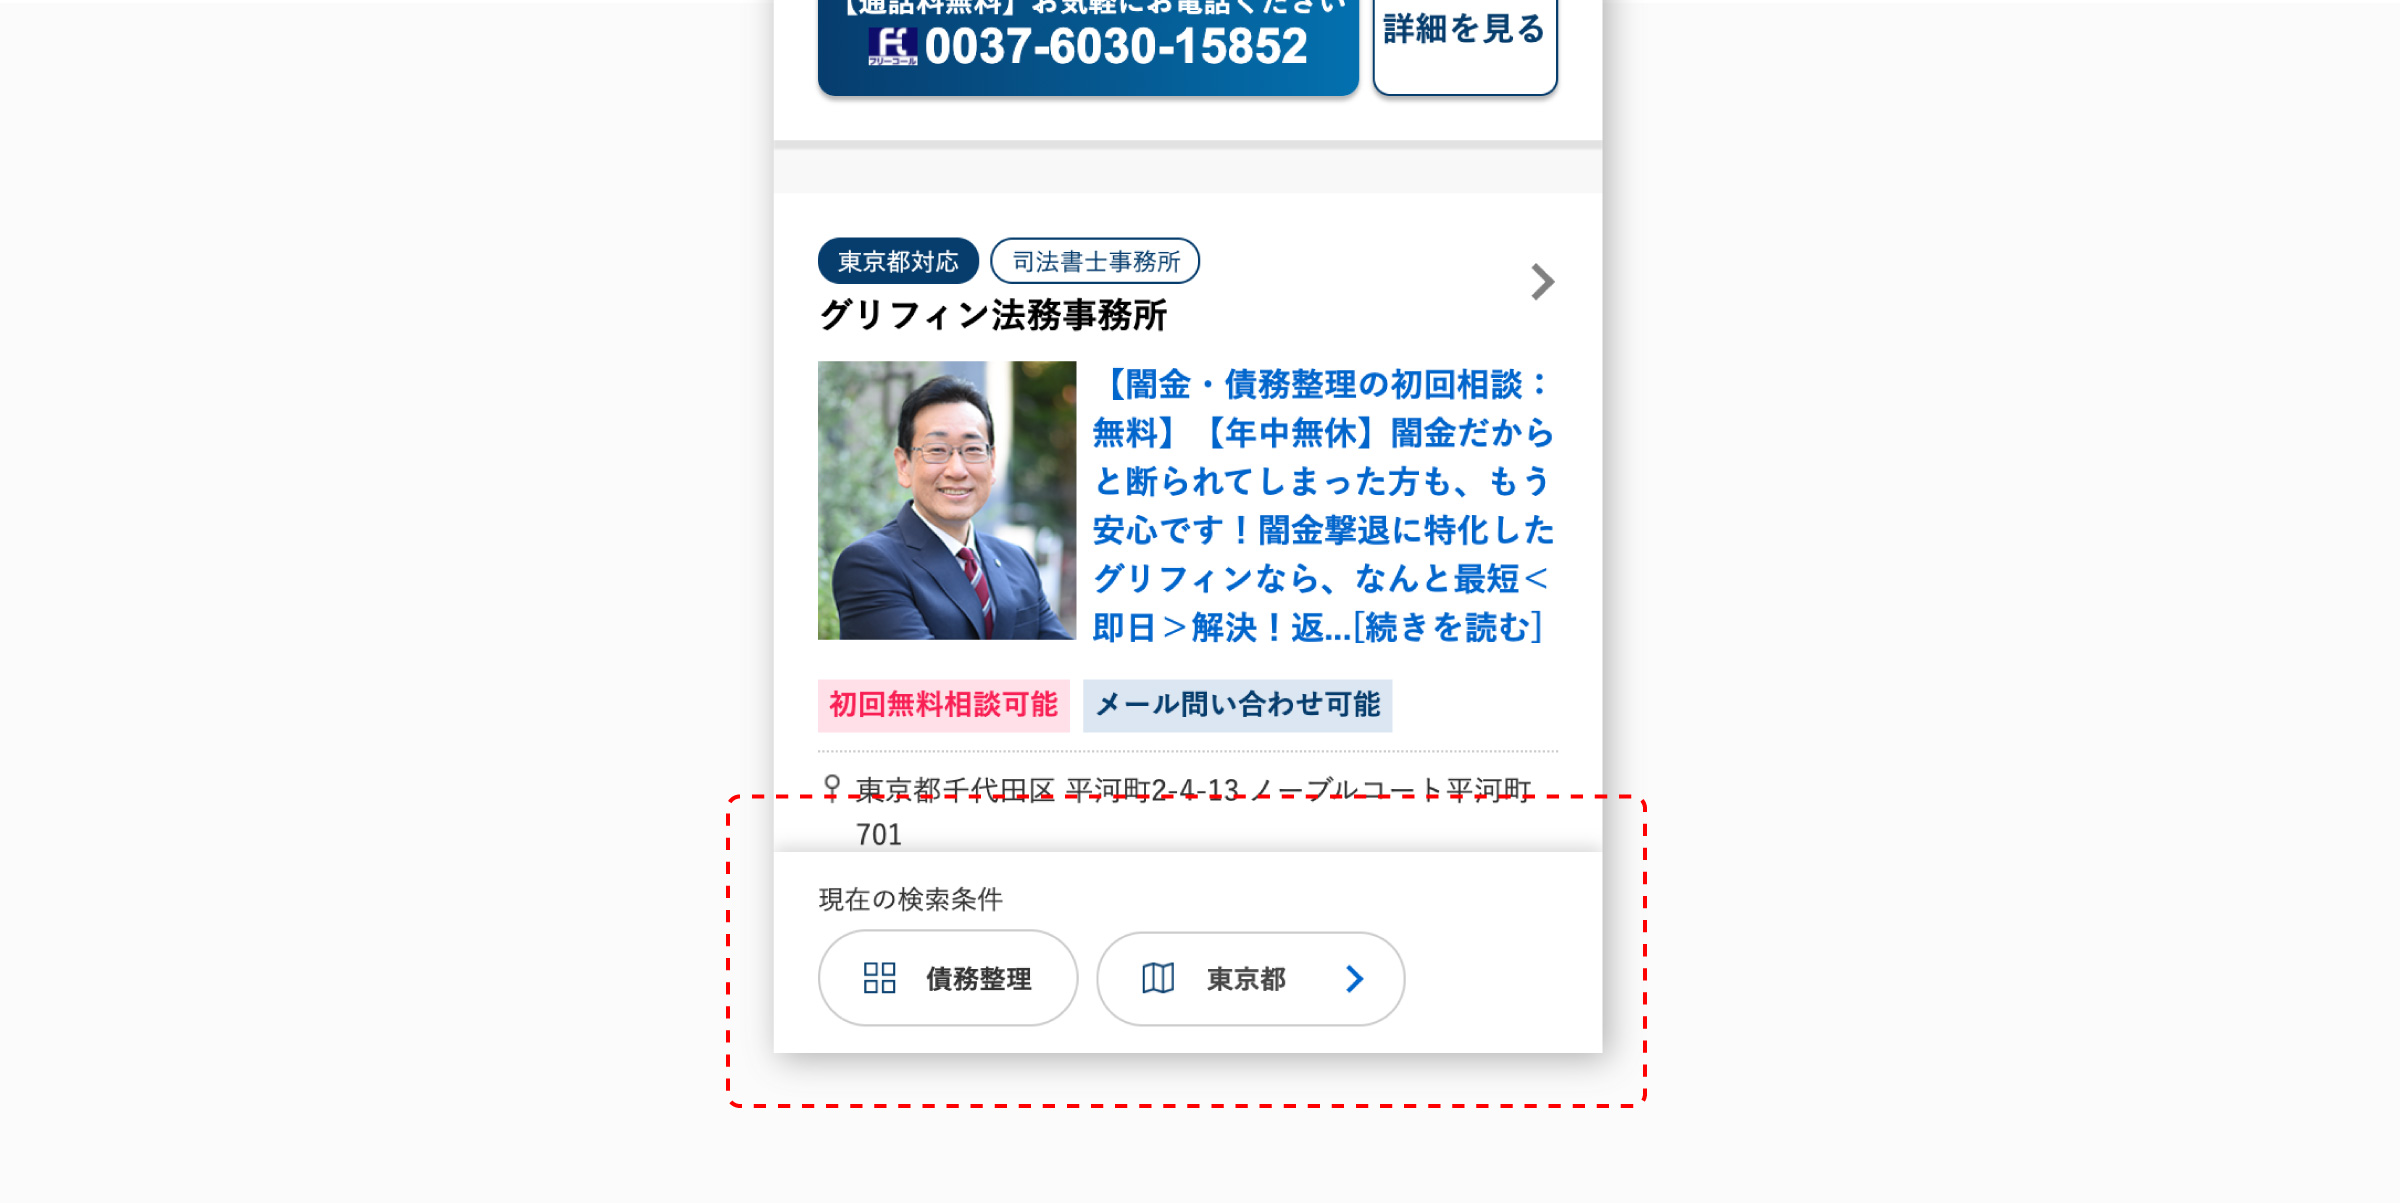 【通話料無料】お気軽にお電話ください
フリーコール 0037-6030-15852
詳細を見る
東京都対応 司法書士事務所
グリフィン法務事務所
【闇金・債務整理の初回相談：
無料】【年中無休】闇金だから
と断られてしまった方も、もう
安心です！闇金撃退に特化した
グリフィンなら、なんと最短＜
即日＞解決！返...[続きを読む]
初回無料相談可能 メール問い合わせ可能
東京都千代田区 平河町2-4-13 ノーブルコート平河町
701
現在の検索条件
債務整理 東京都